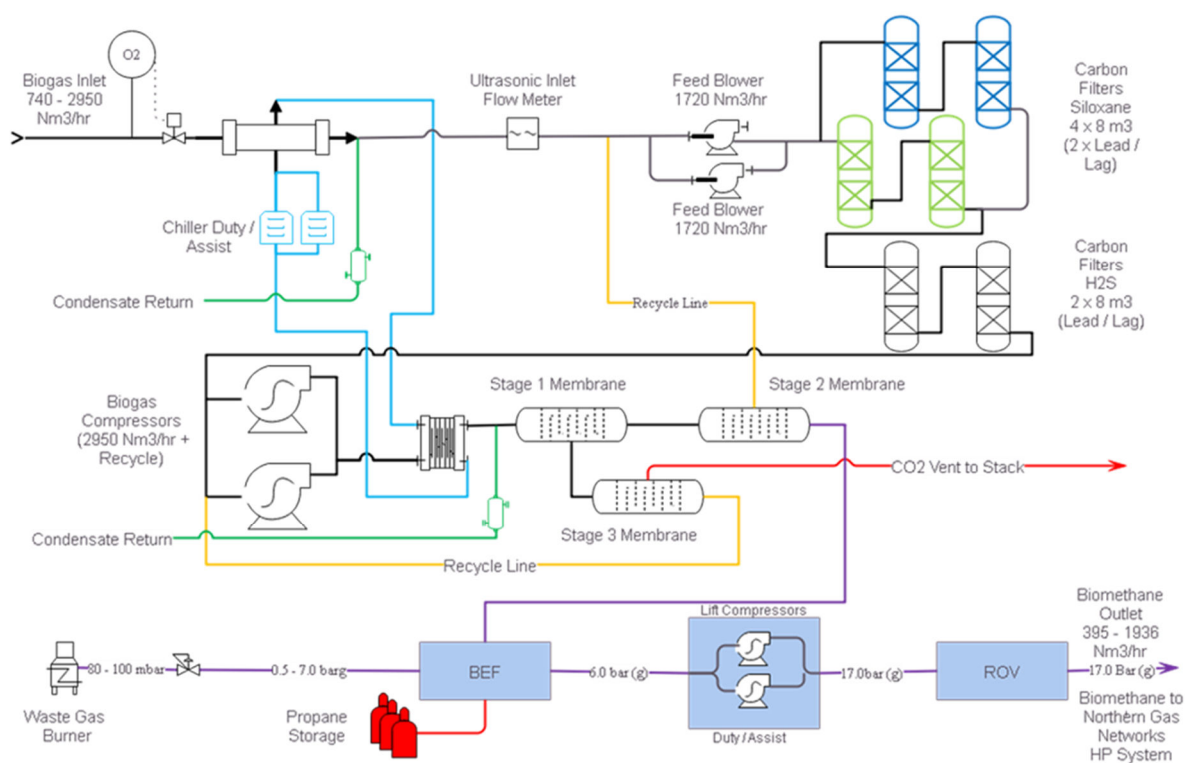 O2
Biogas Inlet
740 - 2950
Nm3/hr
Ultrasonic Inlet
Flow Meter
Feed Blower
1720 Nm3/hr
Feed Blower
1720 Nm3/hr
Carbon
Filters
Siloxane
4 x 8 m3
(2 x Lead /
Lag)
Chiller Duty /
Assist
Condensate Return
Recycle Line
Carbon
Filters
H2S
2 x 8 m3
(Lead / Lag)
Biogas
Compressors
(2950 Nm3/hr +
Recycle)
Stage 1 Membrane
Stage 2 Membrane
CO2 Vent to Stack
Stage 3 Membrane
Condensate Return
Recycle Line
Lift Compressors
Biomethane
Outlet
395 - 1936
Nm3/hr
80 - 100 mbar
0.5 - 7.0 barg
BEF
6.0 bar (g)
17.0bar (g)
ROV
17.0 Bar (g)
Waste Gas
Burner
Propane
Storage
Duty / Assist
Biomethane to
Northern Gas
Networks
HP System